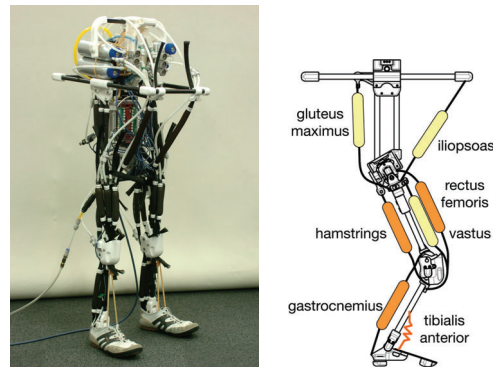 gluteus
maximus
iliopsoas
rectus
femoris
hamstrings
vastus
gastrocnemius
tibialis
anterior